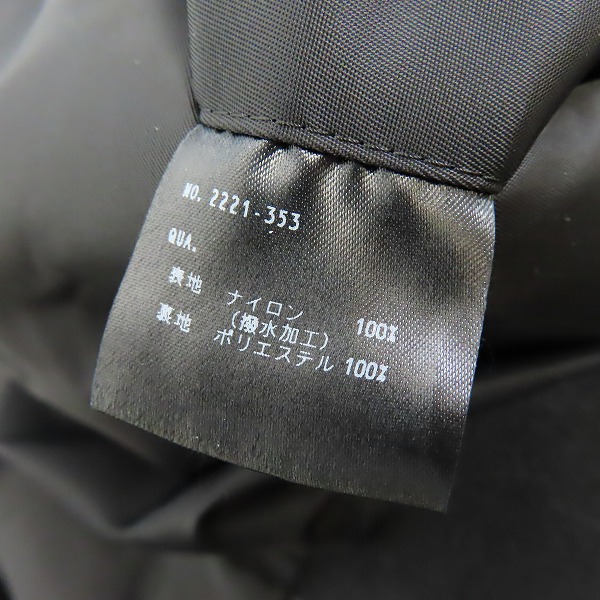 NO. 2221-353
QUA.
表地 ナイロン 100%
(撥水加工)
裏地 ポリエステル 100%